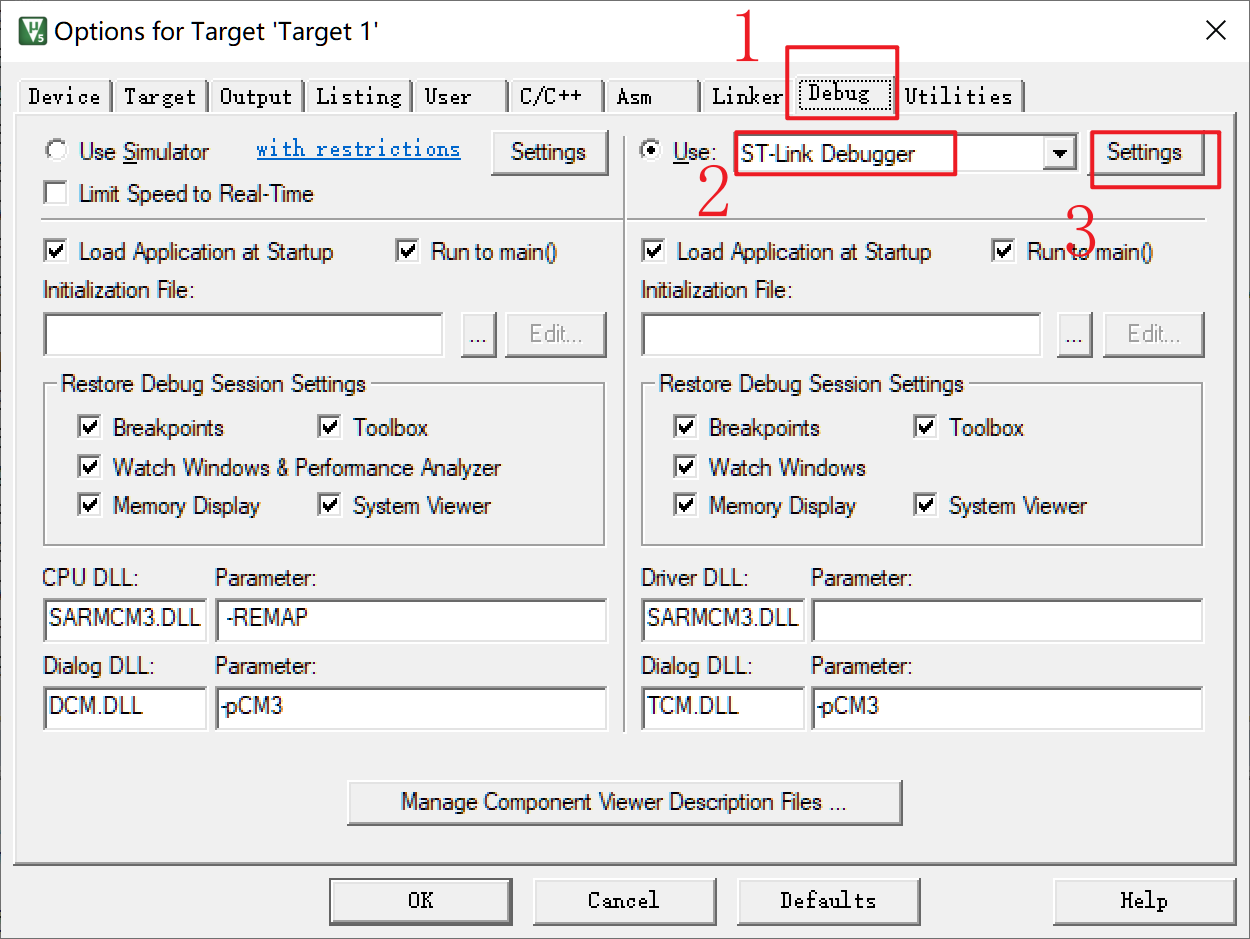 Options for Target 'Target 1'
1
Device Target Output Listing User C/C++ Asm Linker Debug Utilities
Use Simulator with restrictions Settings Use: ST-Link Debugger Settings
2
3
Limit Speed to Real-Time
Load Application at Startup Run to main() Load Application at Startup Run to main()
Initialization File: Initialization File:
... Edit... ... Edit...
Restore Debug Session Settings Restore Debug Session Settings
Breakpoints Toolbox Breakpoints Toolbox
Watch Windows & Performance Analyzer Watch Windows
Memory Display System Viewer Memory Display System Viewer
CPU DLL: Parameter: Driver DLL: Parameter:
SARMCM3.DLL -REMAP SARMCM3.DLL
Dialog DLL: Parameter: Dialog DLL: Parameter:
DCM.DLL -pCM3 TCM.DLL -pCM3
Manage Component Viewer Description Files ...
OK Cancel Defaults Help